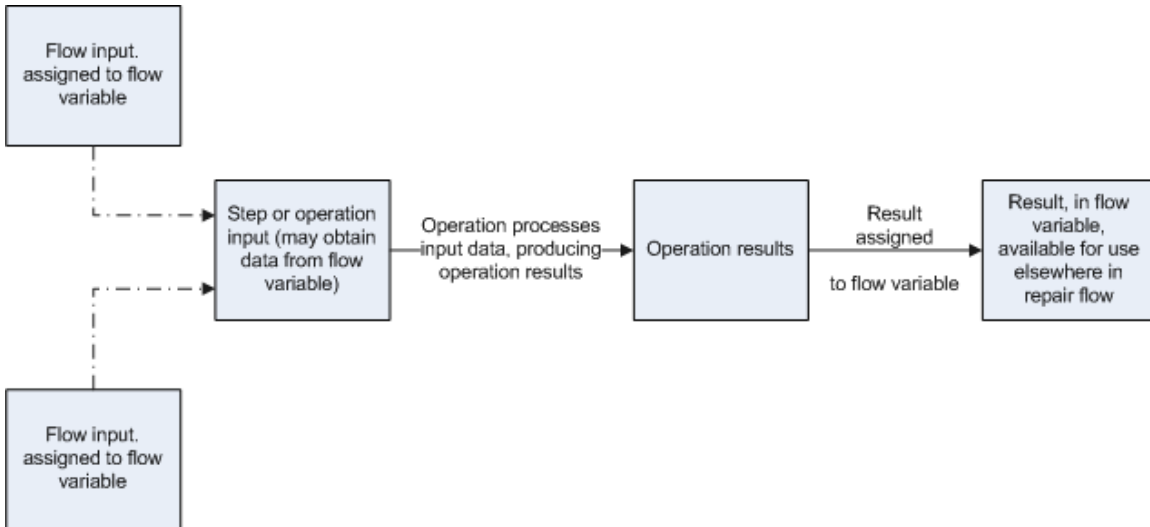 Flow input.
assigned to flow
variable
Step or operation
input (may obtain
data from flow
variable)
Operation processes
input data, producing
operation results
Operation results
Result
assigned
to flow variable
Result, in flow
variable,
available for use
elsewhere in
repair flow
Flow input.
assigned to flow
variable